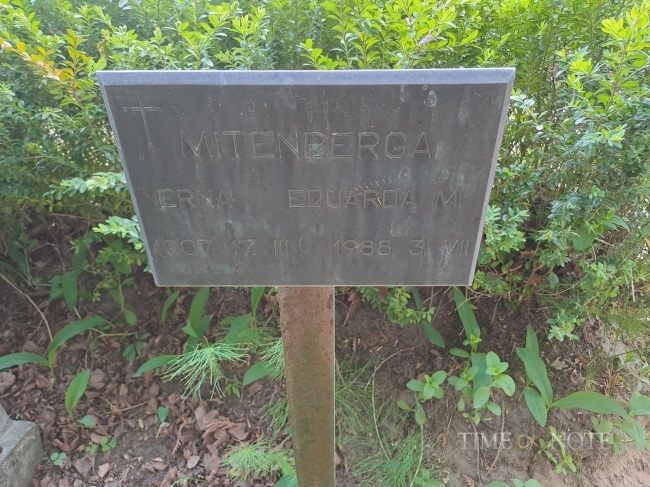 MITENBERGA
ERNA EDUARDA M.
1907. 17. III 1988. 3. VII
TIME OF NOTE